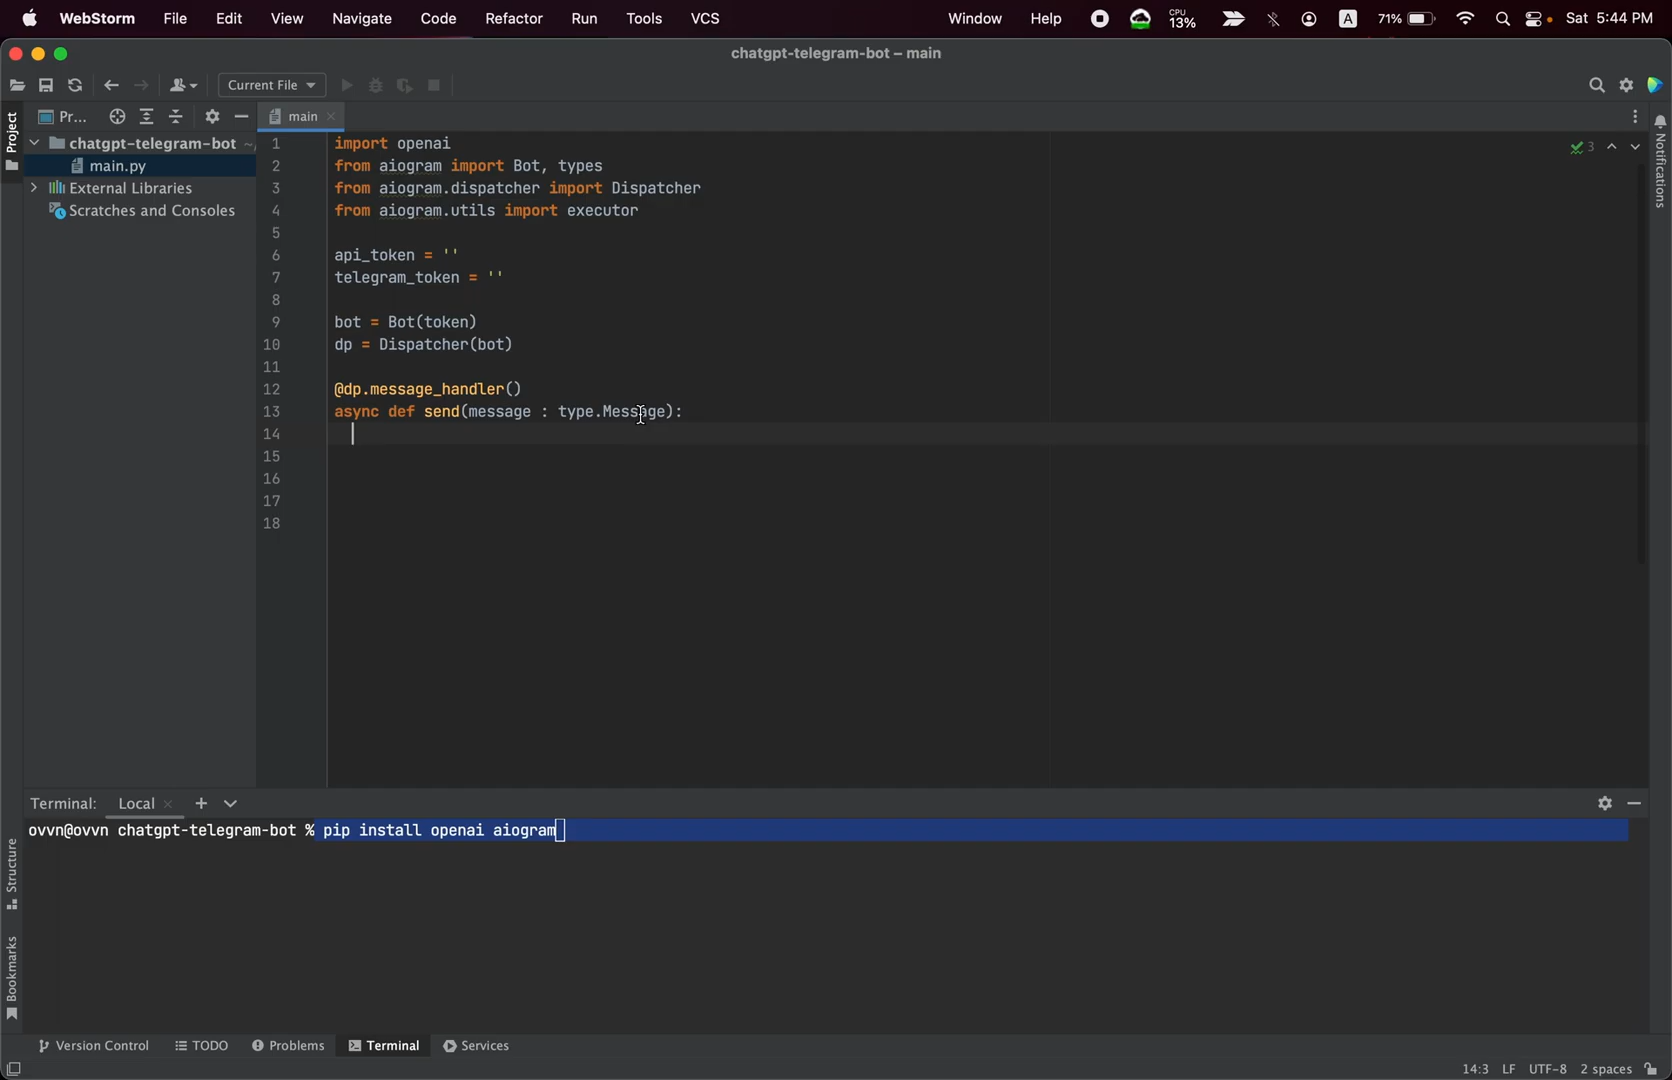 WebStorm File Edit View Navigate Code Refactor Run Tools VCS Window Help CPU 13% A 71% Sat 5:44 PM
chatgpt-telegram-bot – main
Current File
Pr...
main
Project
chatgpt-telegram-bot ~/
main.py
External Libraries
Scratches and Consoles
1 import openai
2 from aiogram import Bot, types
3 from aiogram.dispatcher import Dispatcher
4 from aiogram.utils import executor
5
6 api_token = ''
7 telegram_token = ''
8
9 bot = Bot(token)
10 dp = Dispatcher(bot)
11
12 @dp.message_handler()
13 async def send(message : type.Message):
14
15
16
17
18
3
Notifications
Terminal: Local
ovvn@ovvn chatgpt-telegram-bot % pip install openai aiogram
Structure
Bookmarks
Version Control TODO Problems Terminal Services
14:3 LF UTF-8 2 spaces